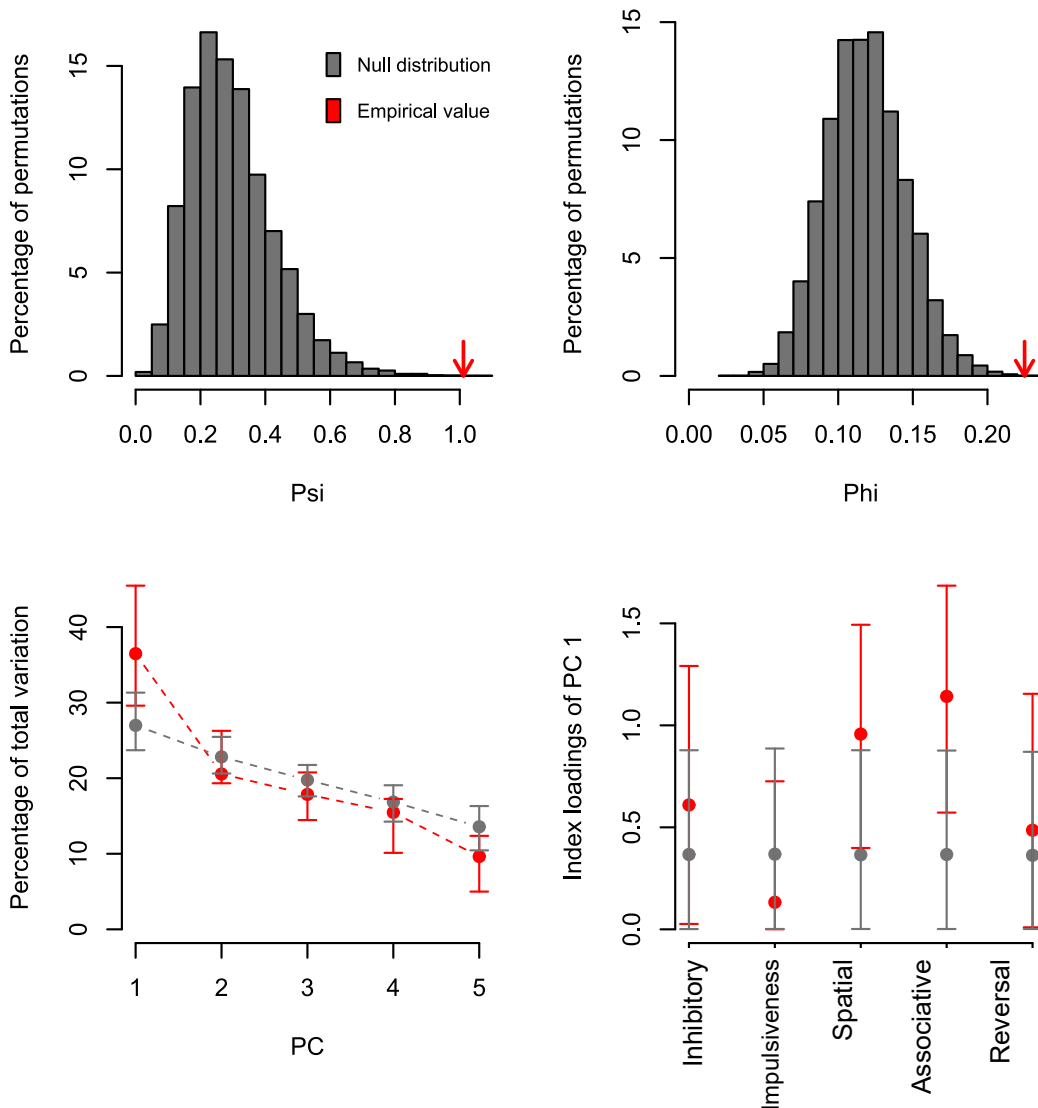 Percentage of permutations
15
10
5
0
Null distribution
Empirical value
0.0 0.2 0.4 0.6 0.8 1.0
Psi
Percentage of permutations
15
10
5
0
0.00 0.05 0.10 0.15 0.20
Phi
Percentage of total variation
40
30
20
10
0
1 2 3 4 5
PC
Index loadings of PC 1
1.5
1.0
0.5
0.0
Inhibitory
Impulsiveness
Spatial
Associative
Reversal